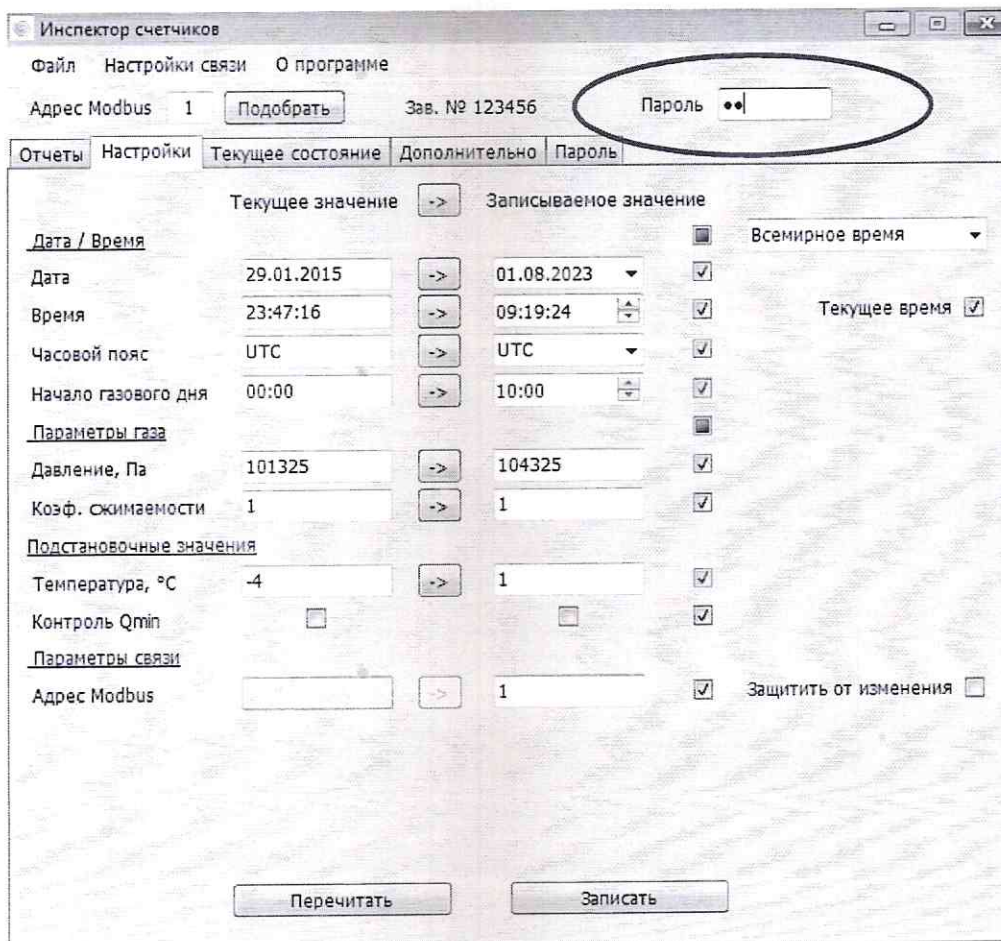 Инспектор счетчиков
Файл Настройки связи О программе
Адрес Modbus 1 Подобрать Зав. № 123456 Пароль ••
Отчеты Настройки Текущее состояние Дополнительно Пароль
Текущее значение -> Записываемое значение
Дата / Время Всемирное время
Дата 29.01.2015 -> 01.08.2023
Время 23:47:16 -> 09:19:24 Текущее время
Часовой пояс UTC -> UTC
Начало газового дня 00:00 -> 10:00
Параметры газа
Давление, Па 101325 -> 104325
Коэф. сжимаемости 1 -> 1
Подстановочные значения
Температура, °C -4 -> 1
Контроль Qmin
Параметры связи
Адрес Modbus -> 1 Защитить от изменения
Перечитать Записать